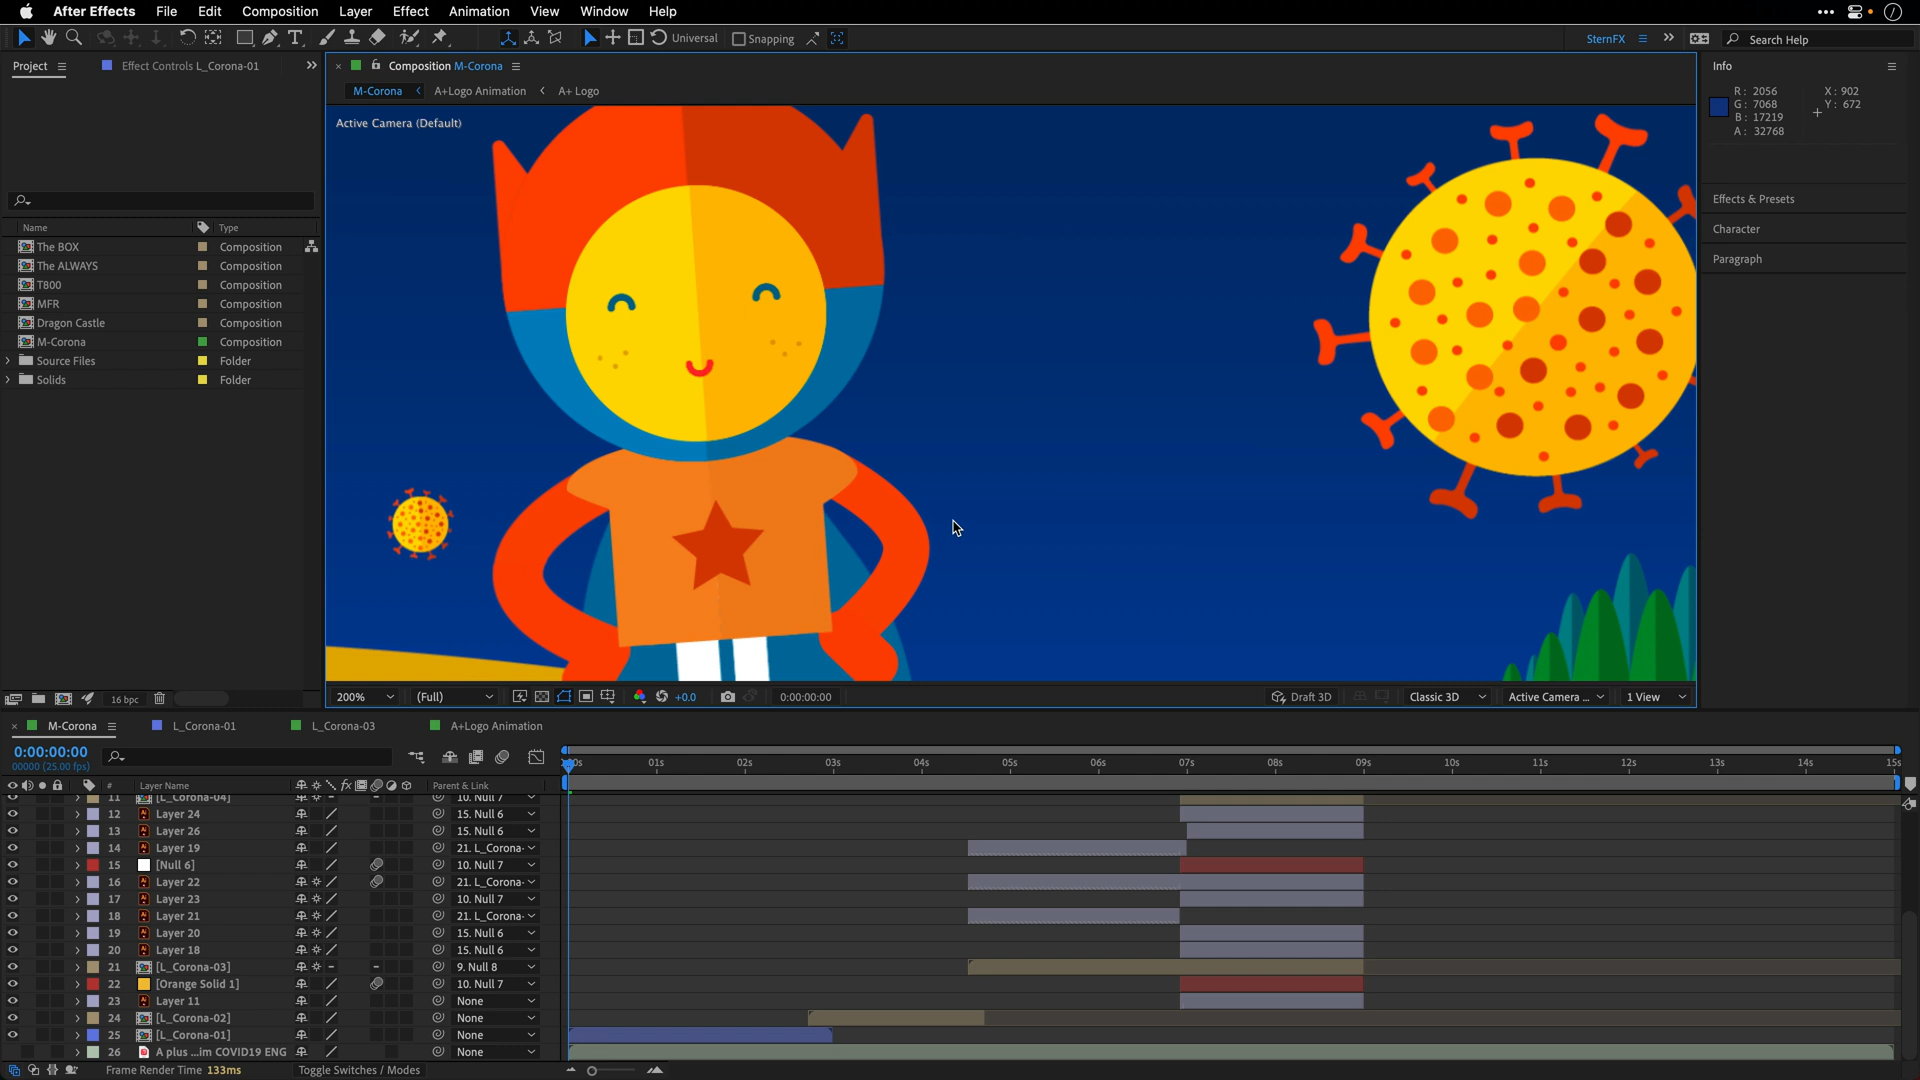 After Effects File Edit Composition Layer Effect Animation View Window Help
Universal Snapping SternFX Search Help
Project Effect Controls L_Corona-01
Composition M-Corona
M-Corona A+Logo Animation A+ Logo
Active Camera (Default)
Info
R: 2056 X: 902
G: 7068 Y: 672
B: 17219
A: 32768
Effects & Presets
Character
Paragraph
Name Type
The BOX Composition
The ALWAYS Composition
T800 Composition
MFR Composition
Dragon Castle Composition
M-Corona Composition
Source Files Folder
Solids Folder
16 bpc
200% (Full) +0.0 0:00:00:00 Draft 3D Classic 3D Active Camera ... 1 View
M-Corona L_Corona-01 L_Corona-03 A+Logo Animation
0:00:00:00
00000 (25.00 fps)
01s 02s 03s 04s 05s 06s 07s 08s 09s 10s 11s 12s 13s 14s 15s
# Layer Name fx Parent & Link
11 [L_Corona-04] 10. Null 7
12 Layer 24 15. Null 6
13 Layer 26 15. Null 6
14 Layer 19 21. L_Corona-
15 [Null 6] 10. Null 7
16 Layer 22 21. L_Corona-
17 Layer 23 10. Null 7
18 Layer 21 21. L_Corona-
19 Layer 20 15. Null 6
20 Layer 18 15. Null 6
21 [L_Corona-03] 9. Null 8
22 [Orange Solid 1] 10. Null 7
23 Layer 11 None
24 [L_Corona-02] None
25 [L_Corona-01] None
26 A plus ...im COVID19 ENG None
Frame Render Time 133ms Toggle Switches / Modes